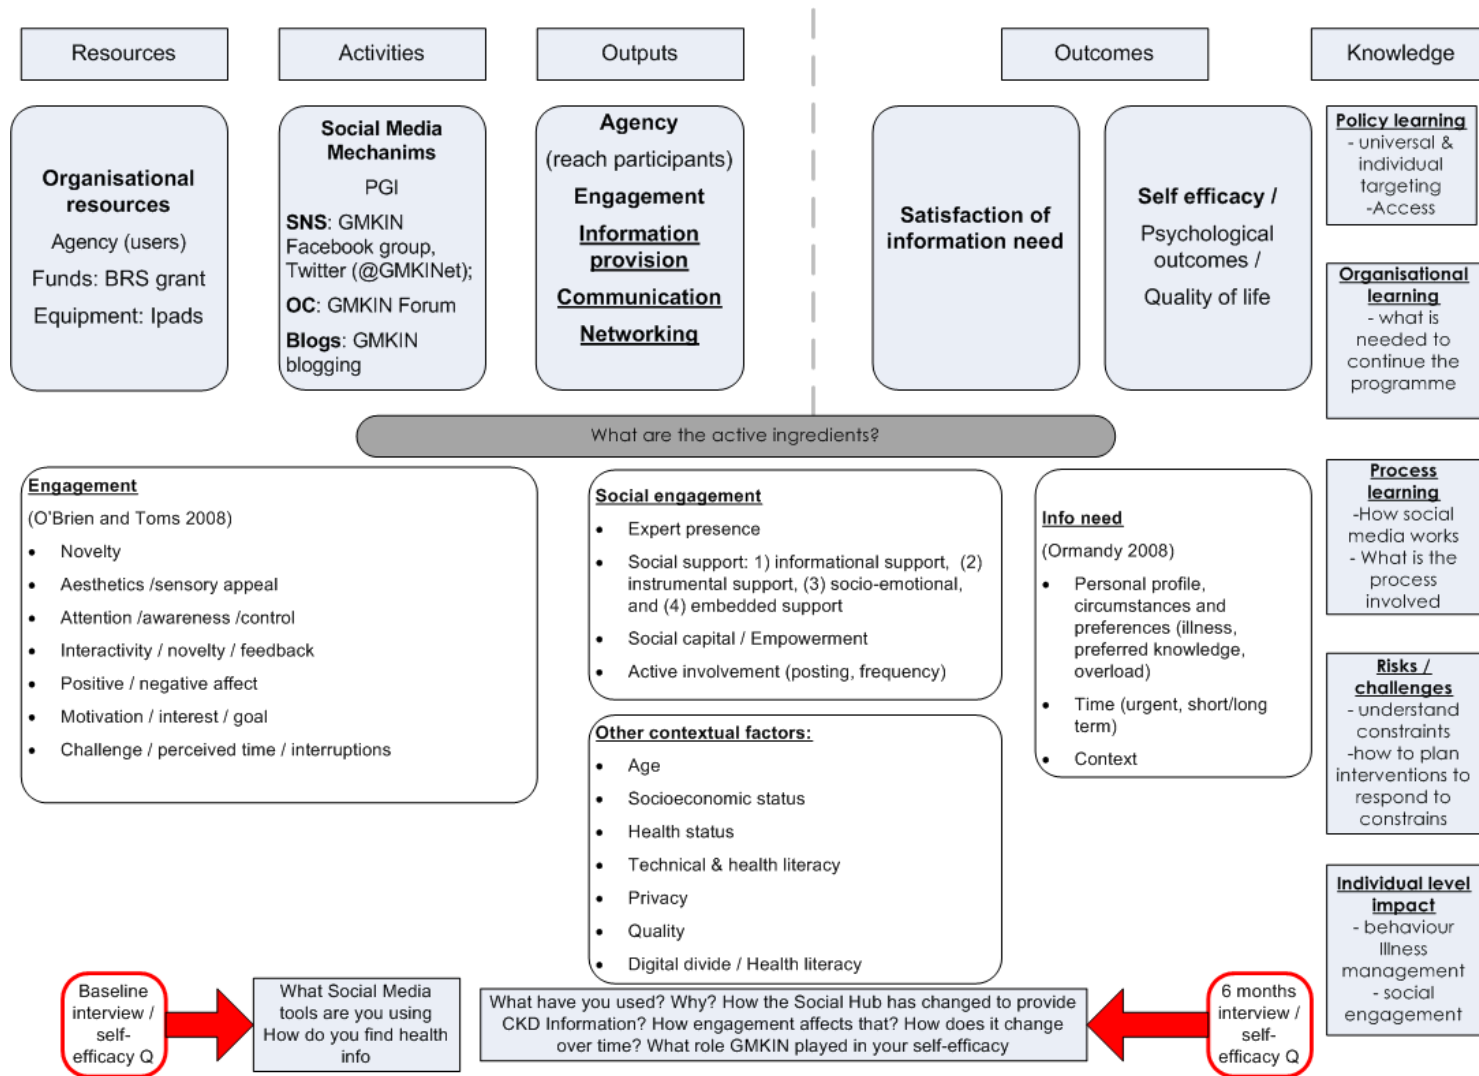 Resources
Activities
Outputs
Outcomes
Knowledge
Organisational
resources
Agency (users)
Funds: BRS grant
Equipment: Ipads
Social Media
Mechanims
PGI
SNS: GMKIN
Facebook group,
Twitter (@GMKINet);
OC: GMKIN Forum
Blogs: GMKIN
blogging
Agency
(reach participants)
Engagement
Information
provision
Communication
Networking
Satisfaction of
information need
Self efficacy /
Psychological
outcomes /
Quality of life
Policy learning
- universal &
individual
targeting
-Access
Organisational
learning
- what is
needed to
continue the
programme
Process
learning
-How social
media works
- What is the
process
involved
Risks /
challenges
- understand
constraints
-how to plan
interventions to
respond to
constrains
Individual level
impact
- behaviour
Illness
management
- social
engagement
What are the active ingredients?
Engagement
(O'Brien and Toms 2008)
• Novelty
• Aesthetics /sensory appeal
• Attention /awareness /control
• Interactivity / novelty / feedback
• Positive / negative affect
• Motivation / interest / goal
• Challenge / perceived time / interruptions
Social engagement
• Expert presence
• Social support: 1) informational support, (2)
instrumental support, (3) socio-emotional,
and (4) embedded support
• Social capital / Empowerment
• Active involvement (posting, frequency)
Other contextual factors:
• Age
• Socioeconomic status
• Health status
• Technical & health literacy
• Privacy
• Quality
• Digital divide / Health literacy
Info need
(Ormandy 2008)
• Personal profile,
circumstances and
preferences (illness,
preferred knowledge,
overload)
• Time (urgent, short/long
term)
• Context
Baseline
interview /
self-
efficacy Q
What Social Media
tools are you using
How do you find health
info
What have you used? Why? How the Social Hub has changed to provide
CKD Information? How engagement affects that? How does it change
over time? What role GMKIN played in your self-efficacy
6 months
interview
/ self-
efficacy Q